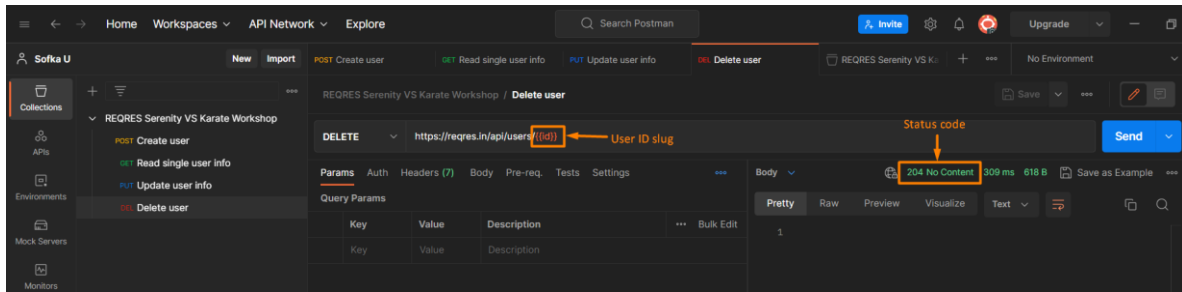 Home Workspaces API Network Explore Search Postman Invite Upgrade
Sofka U New Import POST Create user GET Read single user info PUT Update user info DEL Delete user REQRES Serenity VS Ka No Environment
Collections
REQRES Serenity VS Karate Workshop / Delete user Save
REQRES Serenity VS Karate Workshop
POST Create user
GET Read single user info
PUT Update user info
DEL Delete user
APIs
Environments
Mock Servers
Monitors
Status code
DELETE https://reqres.in/api/users/{{id}} User ID slug Send
Params Auth Headers (7) Body Pre-req. Tests Settings
Query Params
Key Value Description Bulk Edit
Key Value Description
Body 204 No Content 309 ms 618 B Save as Example
Pretty Raw Preview Visualize Text
1